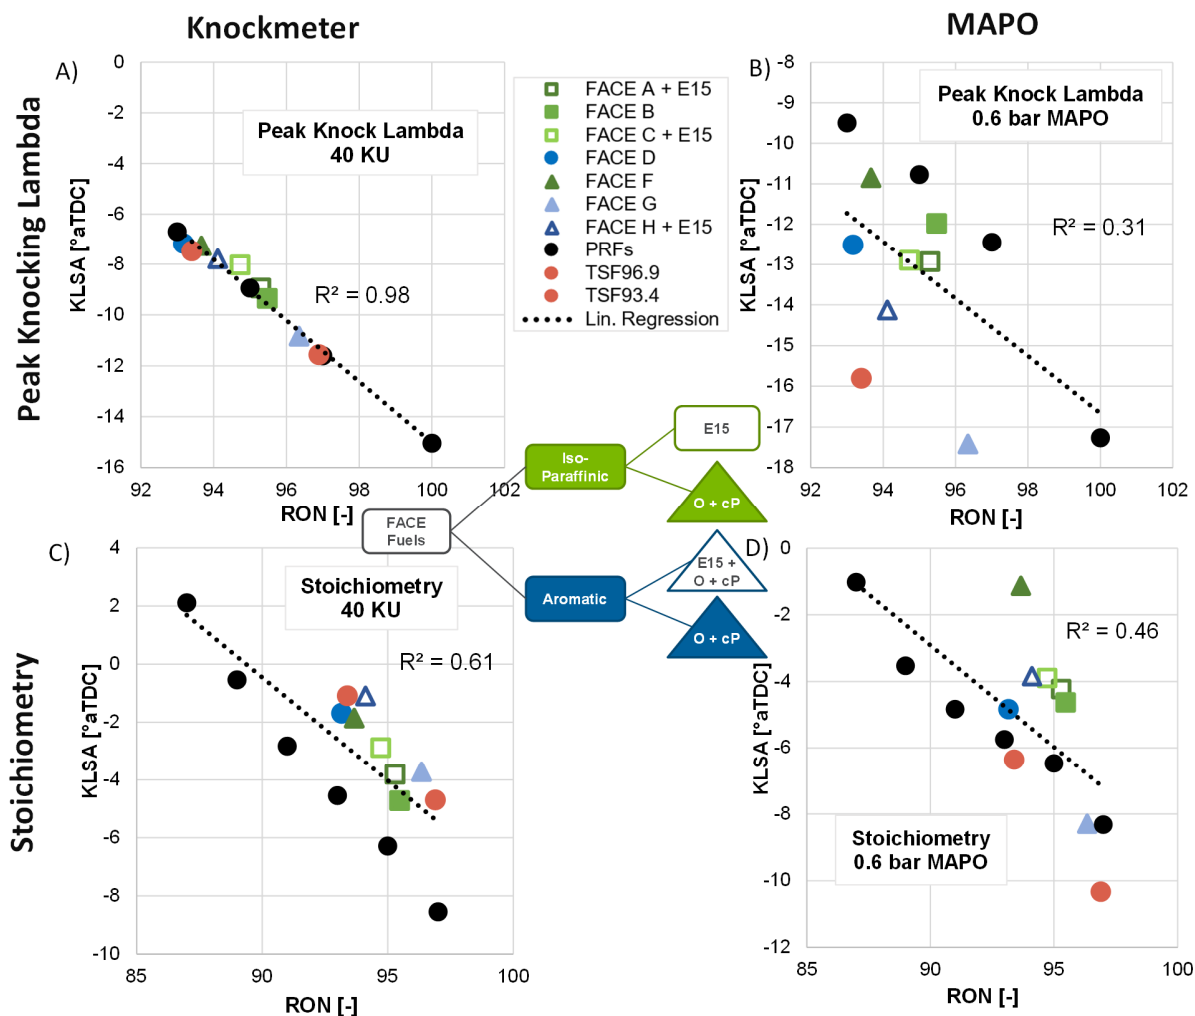 Knockmeter
MAPO
Peak Knocking Lambda
Stoichiometry
A)
0
-2
-4
-6
-8
-10
-12
-14
-16
KLSA [°aTDC]
Peak Knock Lambda
40 KU
R² = 0.98
92
94
96
98
100
102
RON [-]
FACE A + E15
FACE B
FACE C + E15
FACE D
FACE F
FACE G
FACE H + E15
PRFs
TSF96.9
TSF93.4
Lin. Regression
B)
-8
-9
-10
-11
-12
-13
-14
-15
-16
-17
-18
KLSA [°aTDC]
Peak Knock Lambda
0.6 bar MAPO
R² = 0.31
92
94
96
98
100
102
RON [-]
FACE
Fuels
Iso-
Paraffinic
E15
O + cP
Aromatic
E15 +
O + cP
O + cP
C)
4
2
0
-2
-4
-6
-8
-10
KLSA [°aTDC]
Stoichiometry
40 KU
R² = 0.61
85
90
95
100
RON [-]
D)
0
-2
-4
-6
-8
-10
-12
KLSA [°aTDC]
R² = 0.46
Stoichiometry
0.6 bar MAPO
85
90
95
100
RON [-]